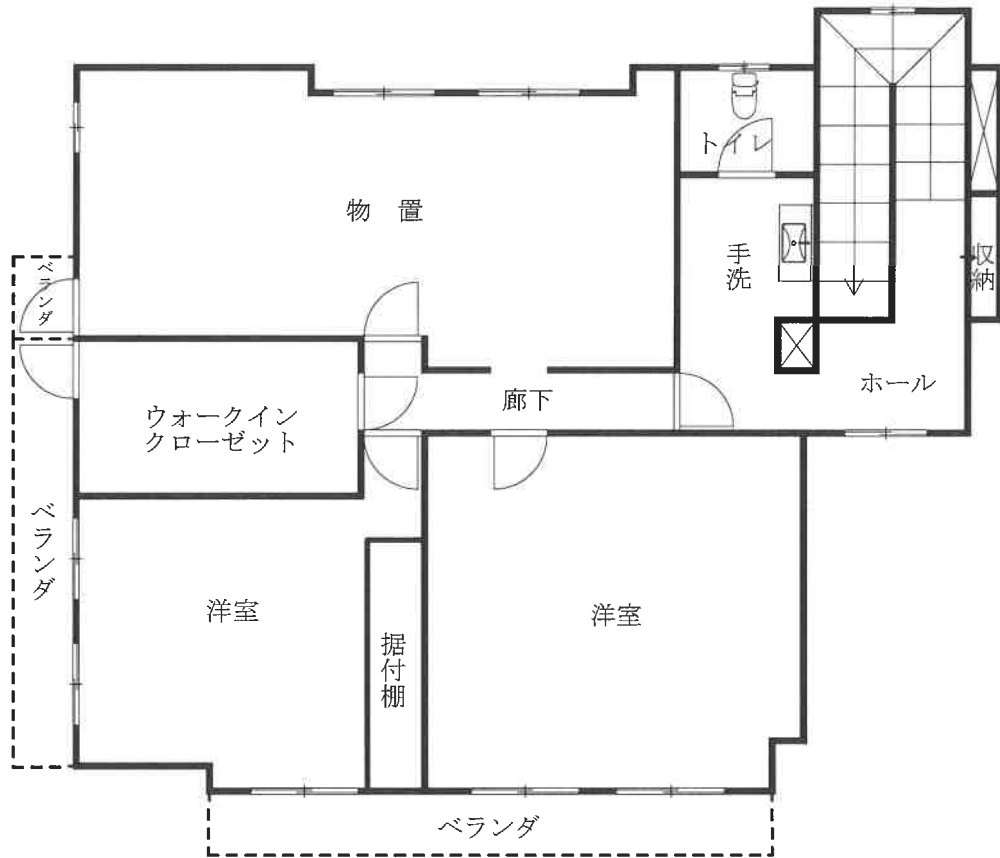 トイレ
物 置
手洗
収納
ベランダ
ホール
廊下
ウォークイン
クローゼット
ベランダ
洋室
洋室
据付棚
ベランダ